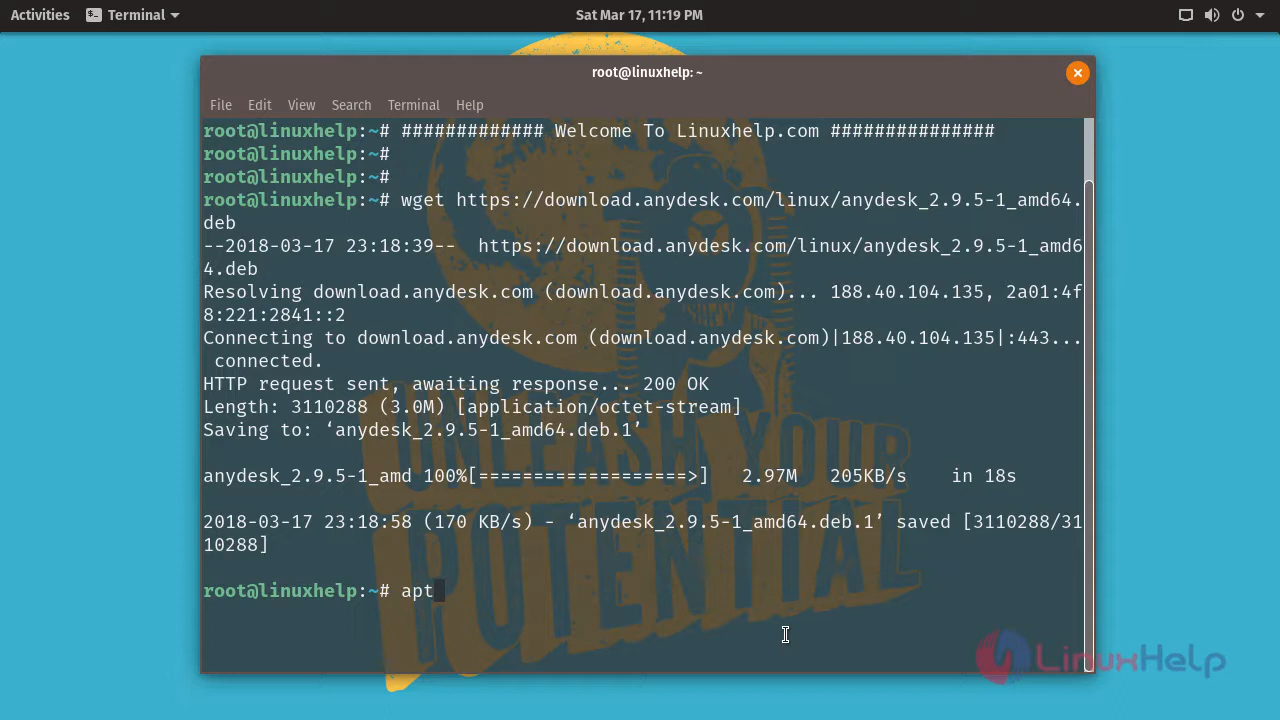 Activities Terminal Sat Mar 17, 11:19 PM
root@linuxhelp: ~
File Edit View Search Terminal Help
root@linuxhelp:~# ############# Welcome To Linuxhelp.com ###############
root@linuxhelp:~#
root@linuxhelp:~#
root@linuxhelp:~# wget https://download.anydesk.com/linux/anydesk_2.9.5-1_amd64.
deb
--2018-03-17 23:18:39--  https://download.anydesk.com/linux/anydesk_2.9.5-1_amd6
4.deb
Resolving download.anydesk.com (download.anydesk.com)... 188.40.104.135, 2a01:4f
8:221:2841::2
Connecting to download.anydesk.com (download.anydesk.com)|188.40.104.135|:443...
 connected.
HTTP request sent, awaiting response... 200 OK
Length: 3110288 (3.0M) [application/octet-stream]
Saving to: ‘anydesk_2.9.5-1_amd64.deb.1’
anydesk_2.9.5-1_amd 100%[===================>]   2.97M   205KB/s    in 18s
2018-03-17 23:18:58 (170 KB/s) - ‘anydesk_2.9.5-1_amd64.deb.1’ saved [3110288/31
10288]
root@linuxhelp:~# apt
UNLEASH YOUR
POTENTIAL
LinuxHelp